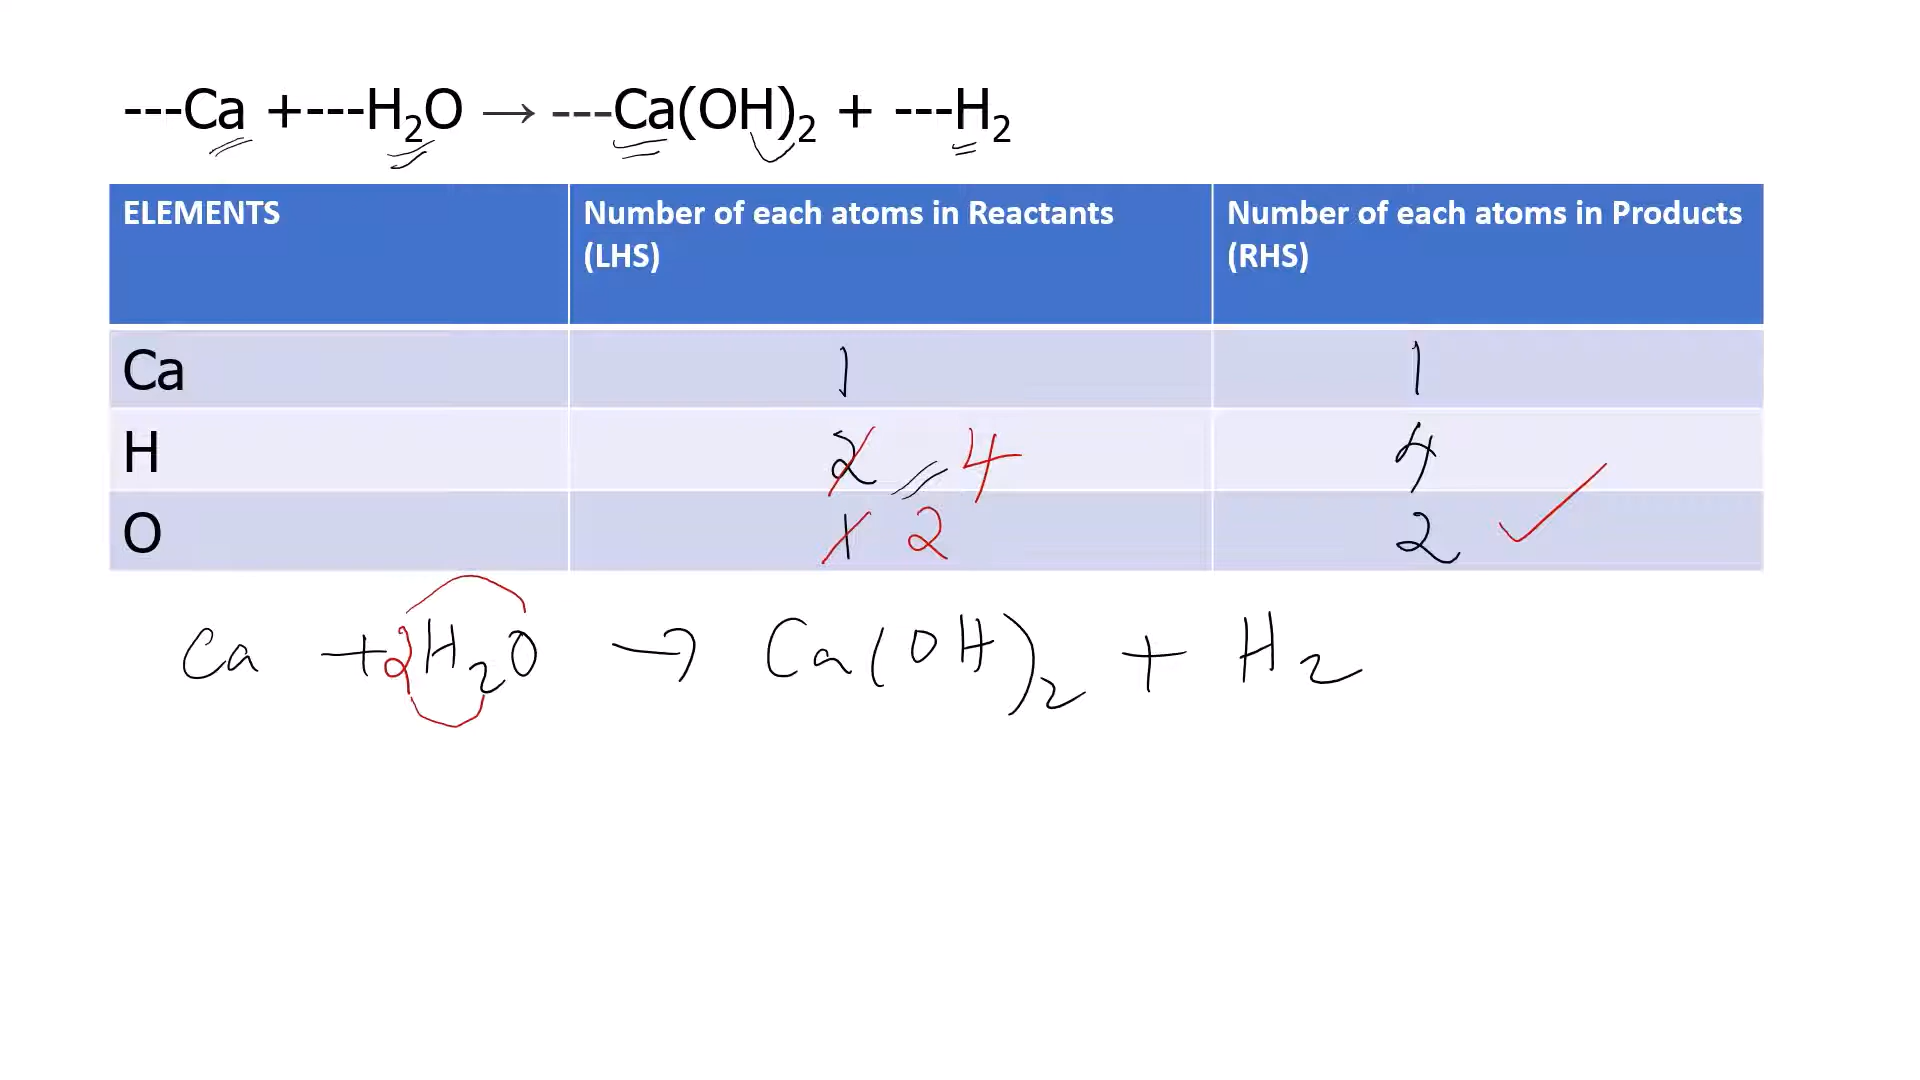 ---Ca +---H₂O → ---Ca(OH)₂ + ---H₂
ELEMENTS
Number of each atoms in Reactants
(LHS)
Number of each atoms in Products
(RHS)
Ca 1 1
H 2 4 4
O 1 2 2
Ca + 2H₂O → Ca(OH)₂ + H₂